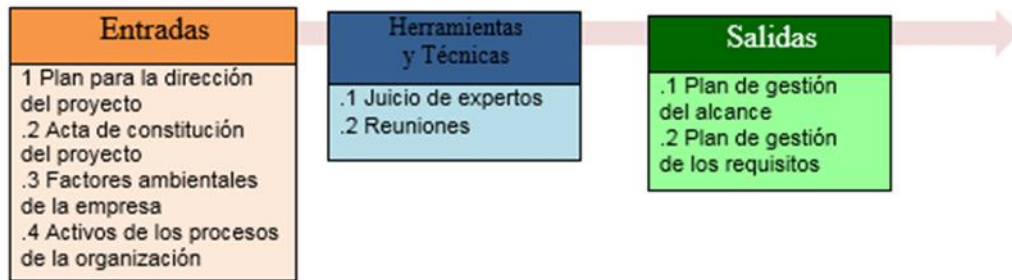 Entradas
1 Plan para la dirección
del proyecto
.2 Acta de constitución
del proyecto
.3 Factores ambientales
de la empresa
.4 Activos de los procesos
de la organización
Herramientas
y Técnicas
.1 Juicio de expertos
.2 Reuniones
Salidas
.1 Plan de gestión
del alcance
.2 Plan de gestión
de los requisitos